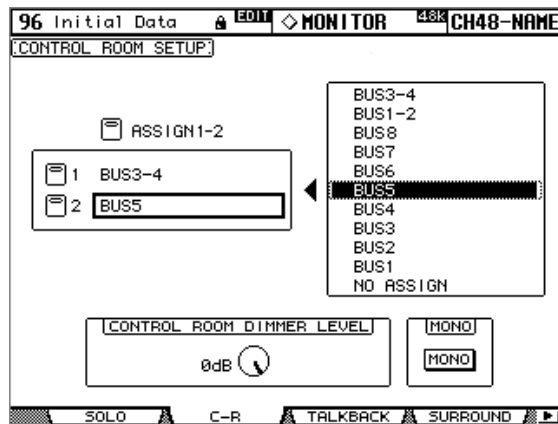 96 Initial Data EDIT MONITOR 48K CH48-NAME
CONTROL ROOM SETUP
ASSIGN1-2
1 BUS3-4
2 BUS5
BUS3-4
BUS1-2
BUS8
BUS7
BUS6
BUS5
BUS4
BUS3
BUS2
BUS1
NO ASSIGN
CONTROL ROOM DIMMER LEVEL
0dB
MONO
MONO
SOLO C-R TALKBACK SURROUND